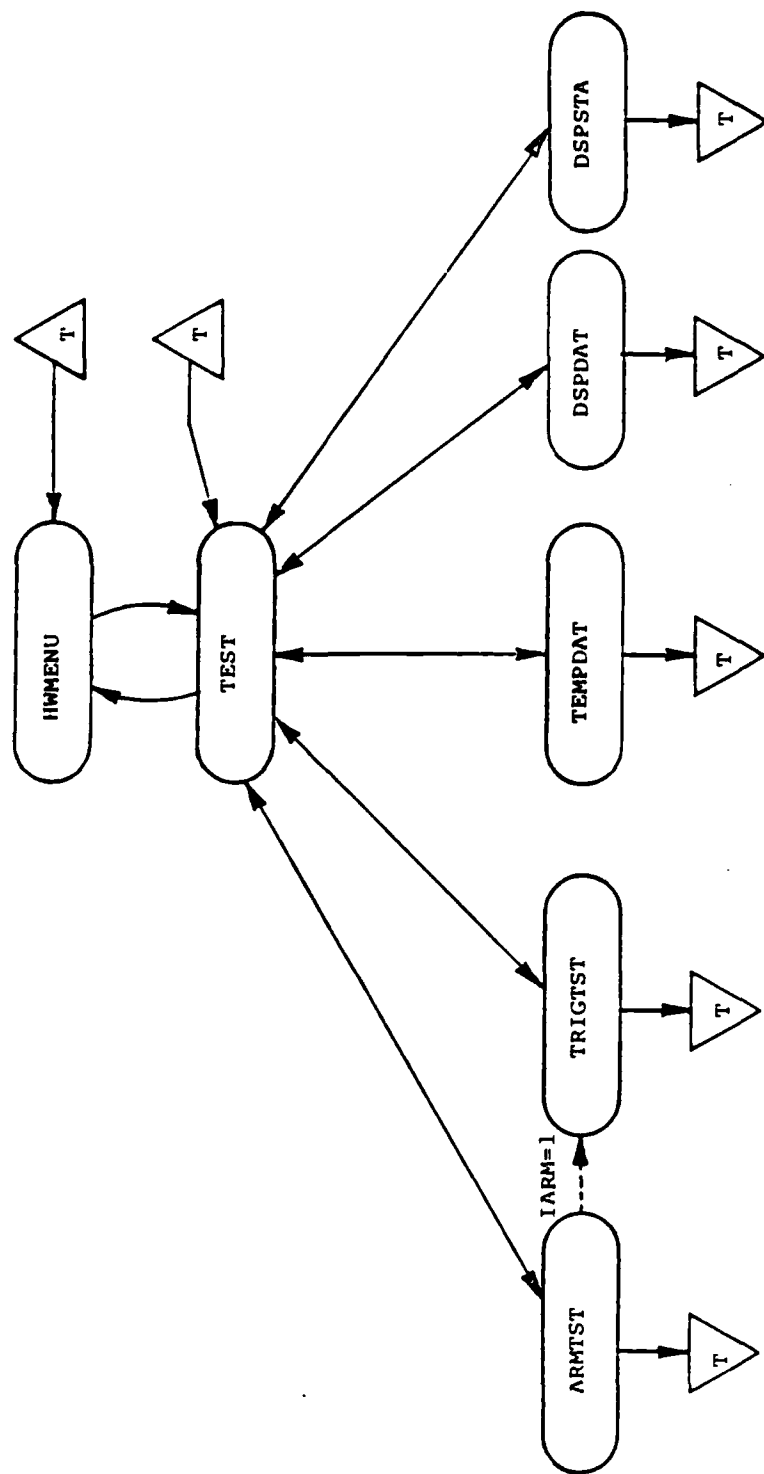 HWMENU
T
TEST
T
IARM=1
ARMTST
TRIGTST
TEMPDAT
DSPDAT
DSPSTA
T
T
T
T
T